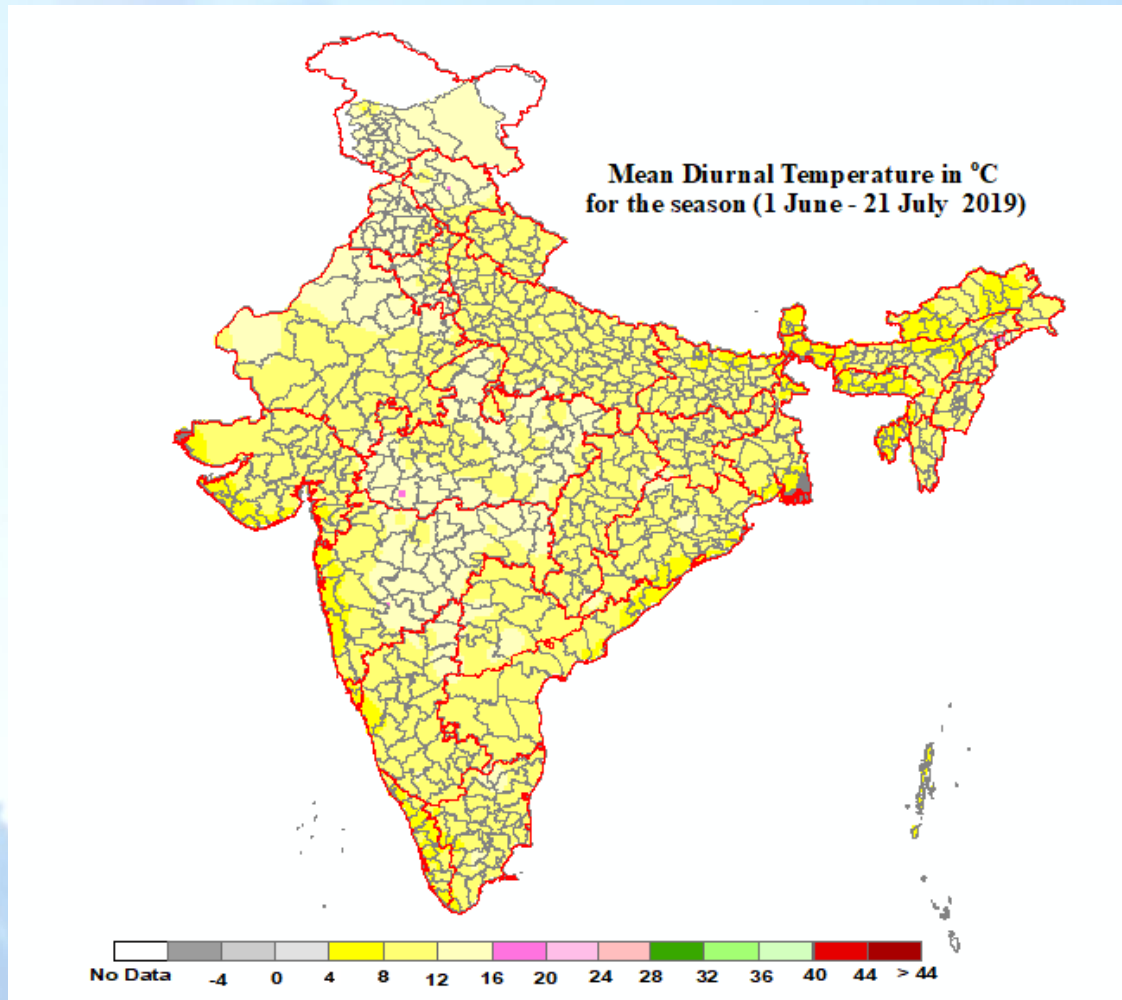 Mean Diurnal Temperature in °C
for the season (1 June - 21 July 2019)
No Data -4 0 4 8 12 16 20 24 28 32 36 40 44 > 44